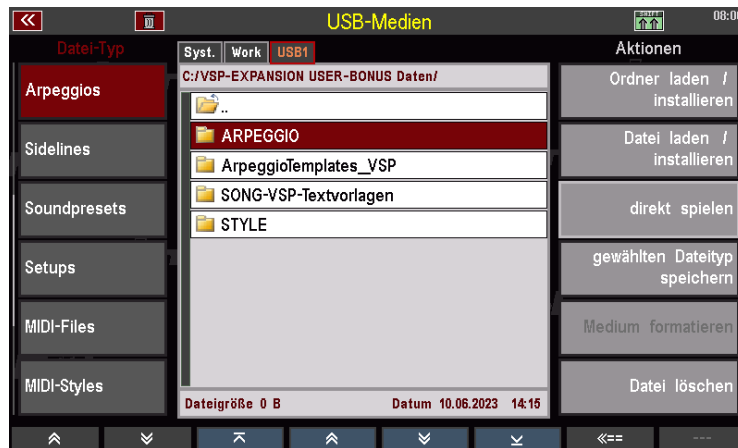 USB-Medien
SHIFT
08:0
Datei-Typ
Syst. Work USB1
Aktionen
C:/VSP-EXPANSION USER-BONUS Daten/
Arpeggios
..
Ordner laden /
installieren
ARPEGGIO
Sidelines
ArpeggioTemplates_VSP
Datei laden /
installieren
SONG-VSP-Textvorlagen
Soundpresets
STYLE
direkt spielen
Setups
gewählten Dateityp
speichern
MIDI-Files
Medium formatieren
MIDI-Styles
Datei löschen
Dateigröße 0 B Datum 10.06.2023 14:15
«==
---